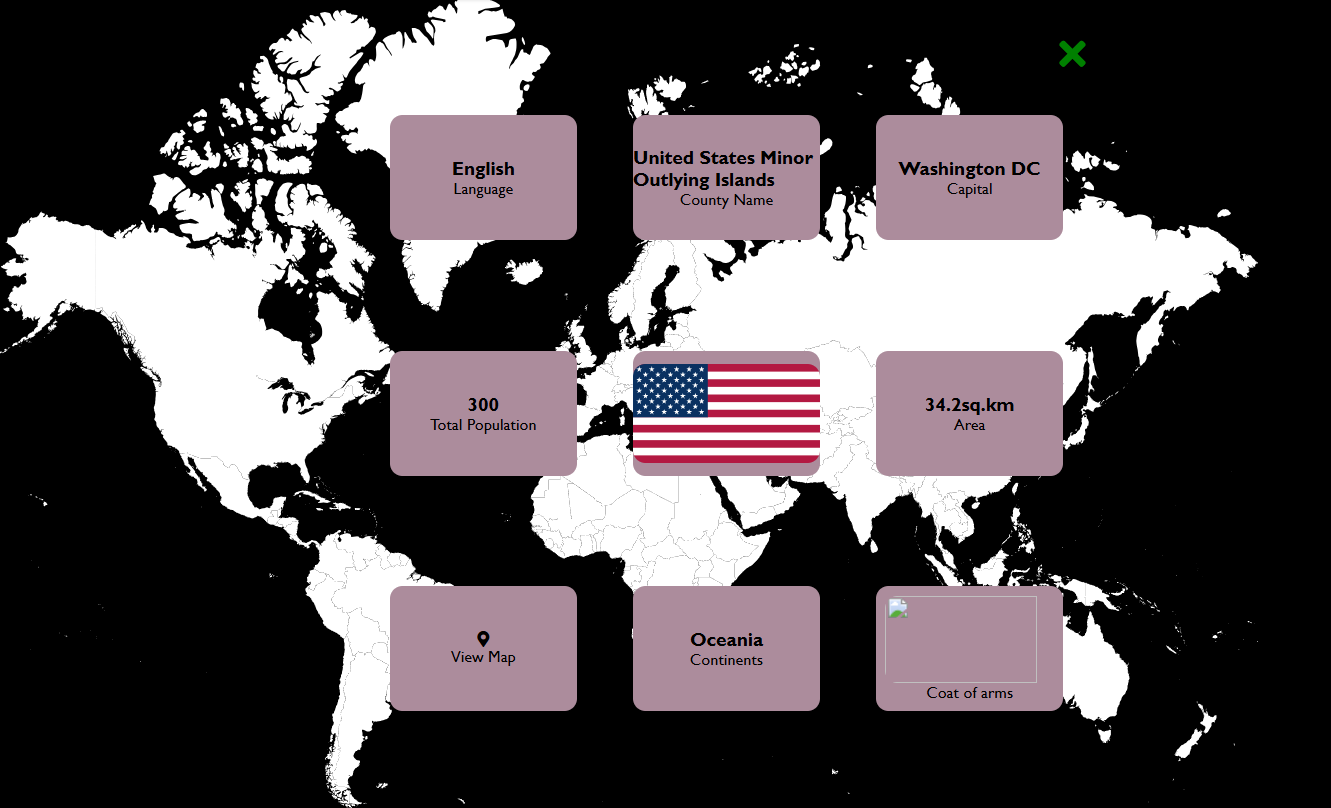 English
Language
United States Minor
Outlying Islands
County Name
Washington DC
Capital
300
Total Population
34.2sq.km
Area
View Map
Oceania
Continents
Coat of arms